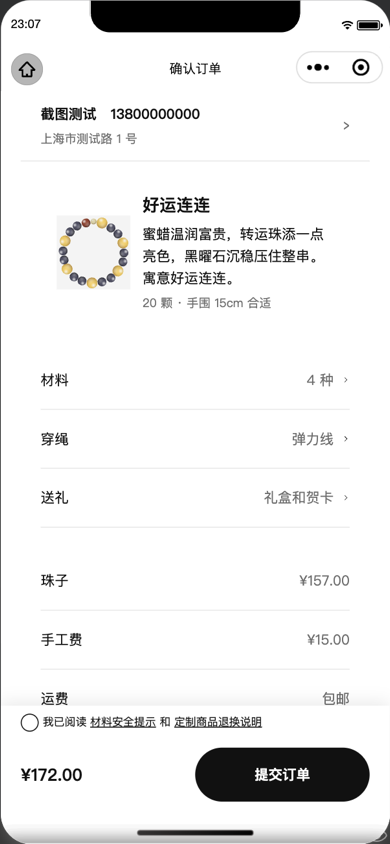 23:07
确认订单
截图测试 13800000000
上海市测试路 1 号
好运连连
蜜蜡温润富贵，转运珠添一点
亮色，黑曜石沉稳压住整串。
寓意好运连连。
20 颗 · 手围 15cm 合适
材料 4 种
穿绳 弹力线
送礼 礼盒和贺卡
珠子 ¥157.00
手工费 ¥15.00
运费 包邮
我已阅读 材料安全提示 和 定制商品退换说明
¥172.00 提交订单